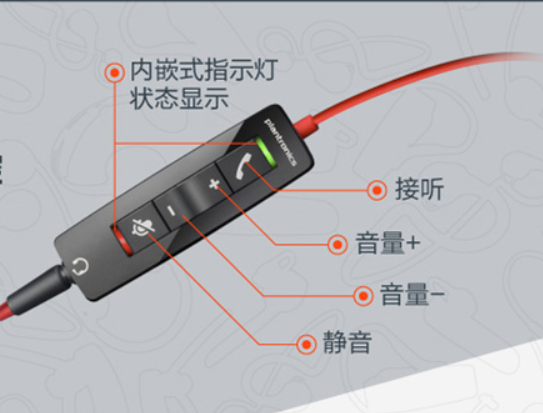 内嵌式指示灯
状态显示
plantronics
接听
音量+
音量-
静音